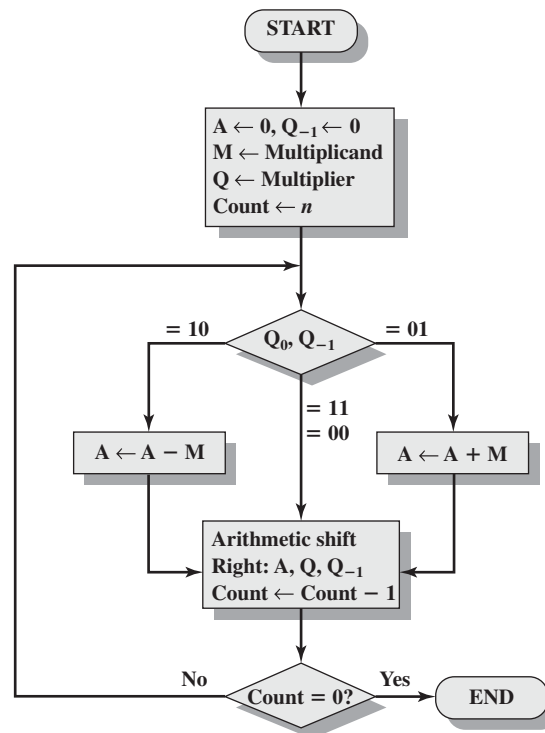 START
A ← 0, Q₋₁ ← 0
M ← Multiplicand
Q ← Multiplier
Count ← n
= 10
Q₀, Q₋₁
= 01
= 11
= 00
A ← A − M
A ← A + M
Arithmetic shift
Right: A, Q, Q₋₁
Count ← Count − 1
No
Count = 0?
Yes
END